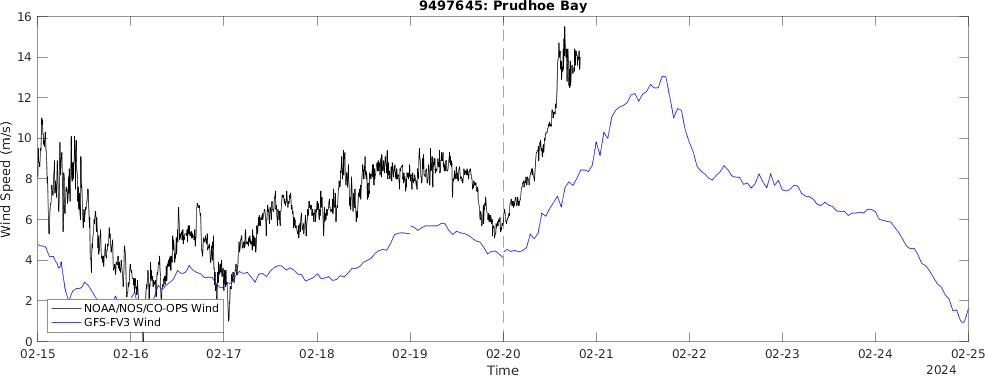 9497645: Prudhoe Bay
Wind Speed (m/s)
16
14
12
10
8
6
4
2
0
NOAA/NOS/CO-OPS Wind
GFS-FV3 Wind
02-15 02-16 02-17 02-18 02-19 02-20 02-21 02-22 02-23 02-24 02-25
Time
2024